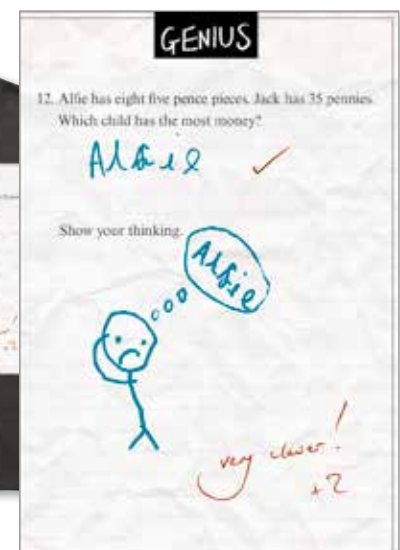 GENIUS
12. Alfie has eight five pence pieces. Jack has 35 pennies.
Which child has the most money?
Alfie
Show your thinking.
Alfie
very clever!
+2